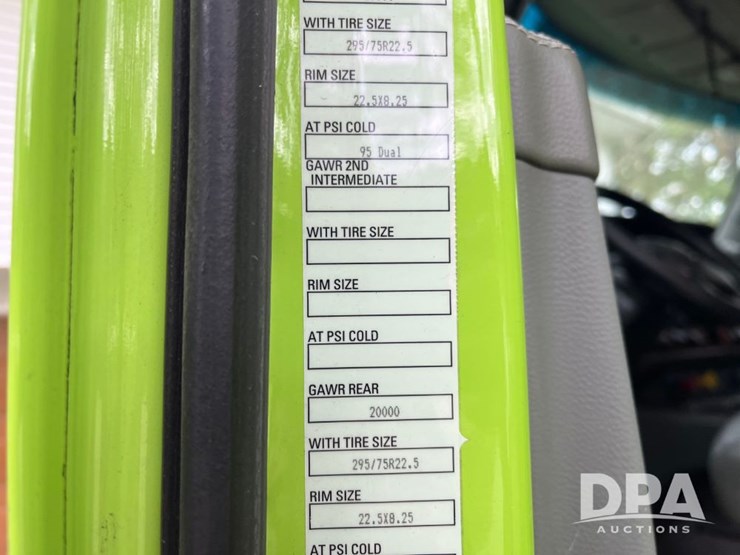 WITH TIRE SIZE
295/75R22.5
RIM SIZE
22.5X8.25
AT PSI COLD
95 Dual
GAWR 2ND
INTERMEDIATE
WITH TIRE SIZE
RIM SIZE
AT PSI COLD
GAWR REAR
20000
WITH TIRE SIZE
295/75R22.5
RIM SIZE
22.5X8.25
AT PSI COLD
DPA
AUCTIONS